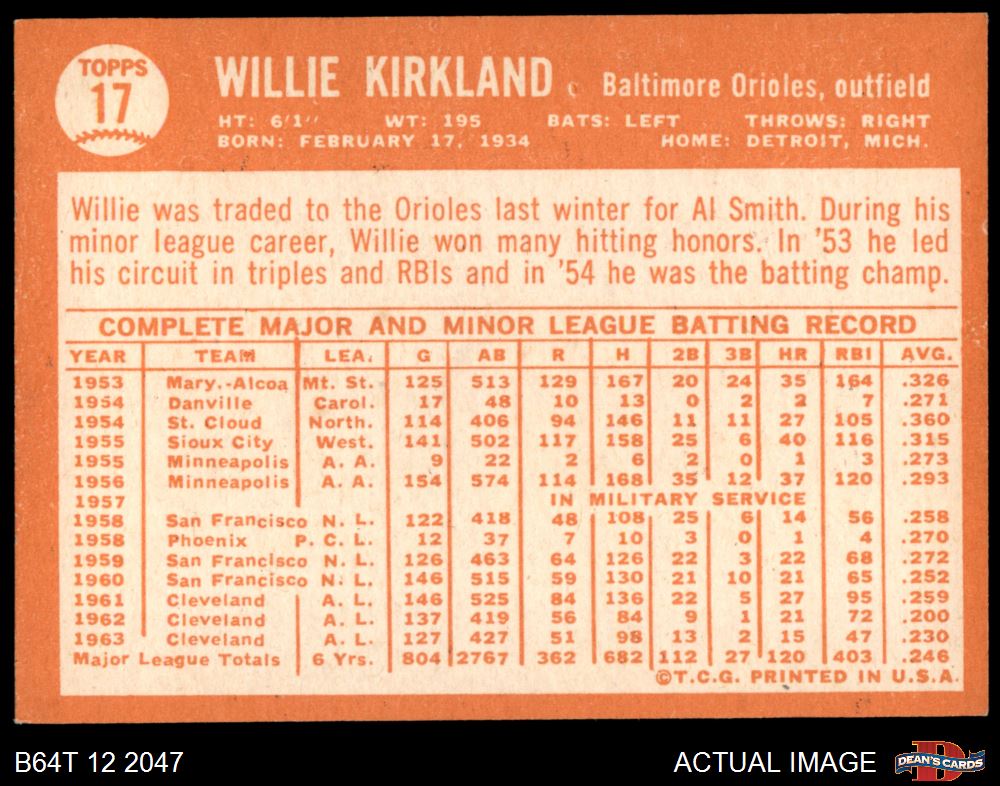 TOPPS
17
WILLIE KIRKLAND Baltimore Orioles, outfield
HT: 6'1'' WT: 195 BATS: LEFT THROWS: RIGHT
BORN: FEBRUARY 17, 1934 HOME: DETROIT, MICH.
Willie was traded to the Orioles last winter for Al Smith. During his
minor league career, Willie won many hitting honors. In '53 he led
his circuit in triples and RBIs and in '54 he was the batting champ.
COMPLETE MAJOR AND MINOR LEAGUE BATTING RECORD
YEAR TEAM LEA. G AB R H 2B 3B HR RBI AVG.
1953 Mary.-Alcoa Mt. St. 125 513 129 167 20 24 35 164 .326
1954 Danville Carol. 17 48 10 13 0 2 2 7 .271
1954 St. Cloud North. 114 406 94 146 11 11 27 105 .360
1955 Sioux City West. 141 502 117 158 25 6 40 116 .315
1955 Minneapolis A. A. 9 22 2 6 2 0 1 3 .273
1956 Minneapolis A. A. 154 574 114 168 35 12 37 120 .293
1957 IN MILITARY SERVICE
1958 San Francisco N. L. 122 418 48 108 25 6 14 56 .258
1958 Phoenix P. C. L. 12 37 7 10 3 0 1 4 .270
1959 San Francisco N. L. 126 463 64 126 22 3 22 68 .272
1960 San Francisco N. L. 146 515 59 130 21 10 21 65 .252
1961 Cleveland A. L. 146 525 84 136 22 5 27 95 .259
1962 Cleveland A. L. 137 419 56 84 9 1 21 72 .200
1963 Cleveland A. L. 127 427 51 98 13 2 15 47 .230
Major League Totals 6 Yrs. 804 2767 362 682 112 27 120 403 .246
©T.C.G. PRINTED IN U.S.A.
B64T 12 2047 ACTUAL IMAGE
D
DEAN'S CARDS